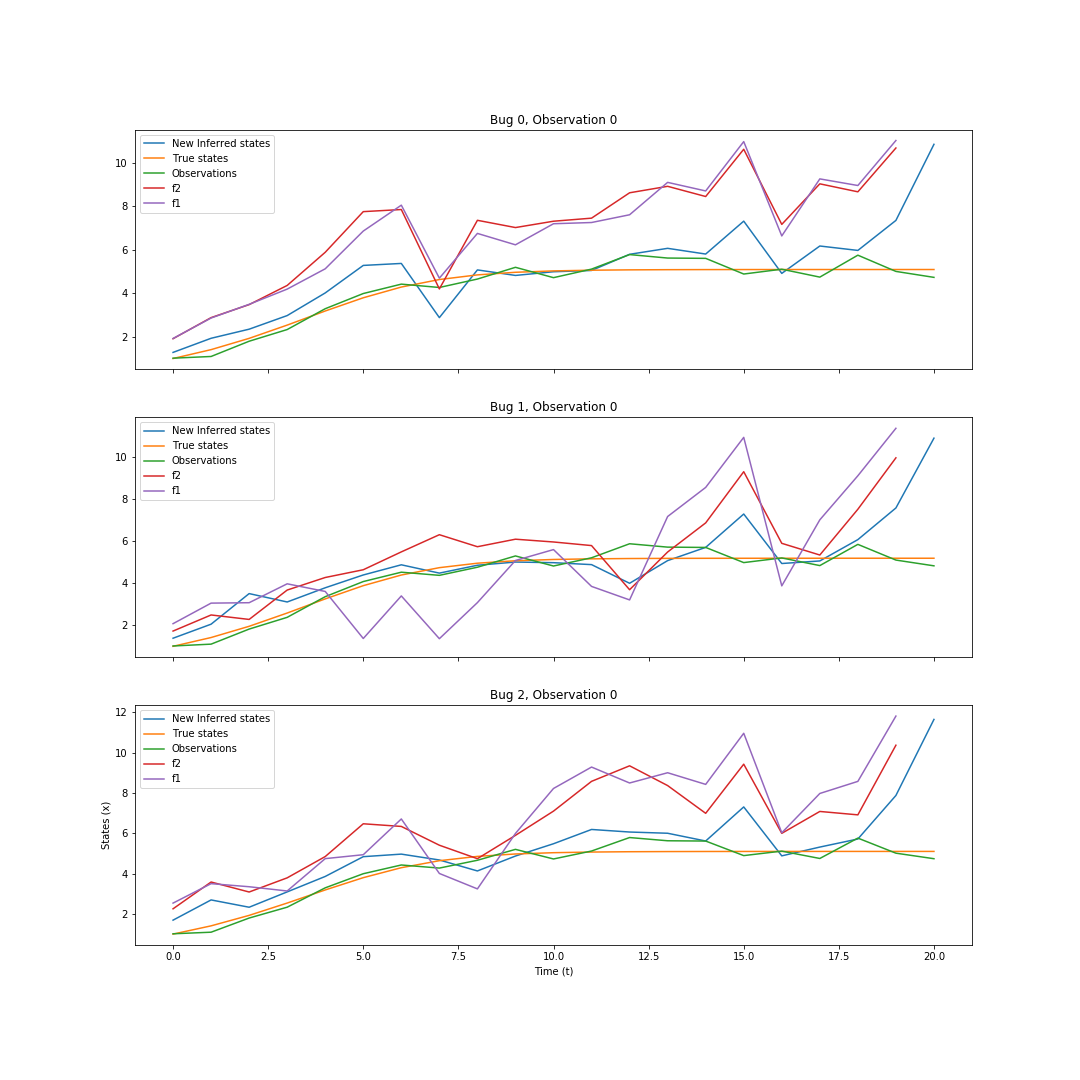 Bug 0, Observation 0
New Inferred states
True states
Observations
f2
f1
10
8
6
4
2
Bug 1, Observation 0
New Inferred states
True states
Observations
f2
f1
10
8
6
4
2
Bug 2, Observation 0
New Inferred states
True states
Observations
f2
f1
12
10
8
6
4
2
States (x)
0.0 2.5 5.0 7.5 10.0 12.5 15.0 17.5 20.0
Time (t)